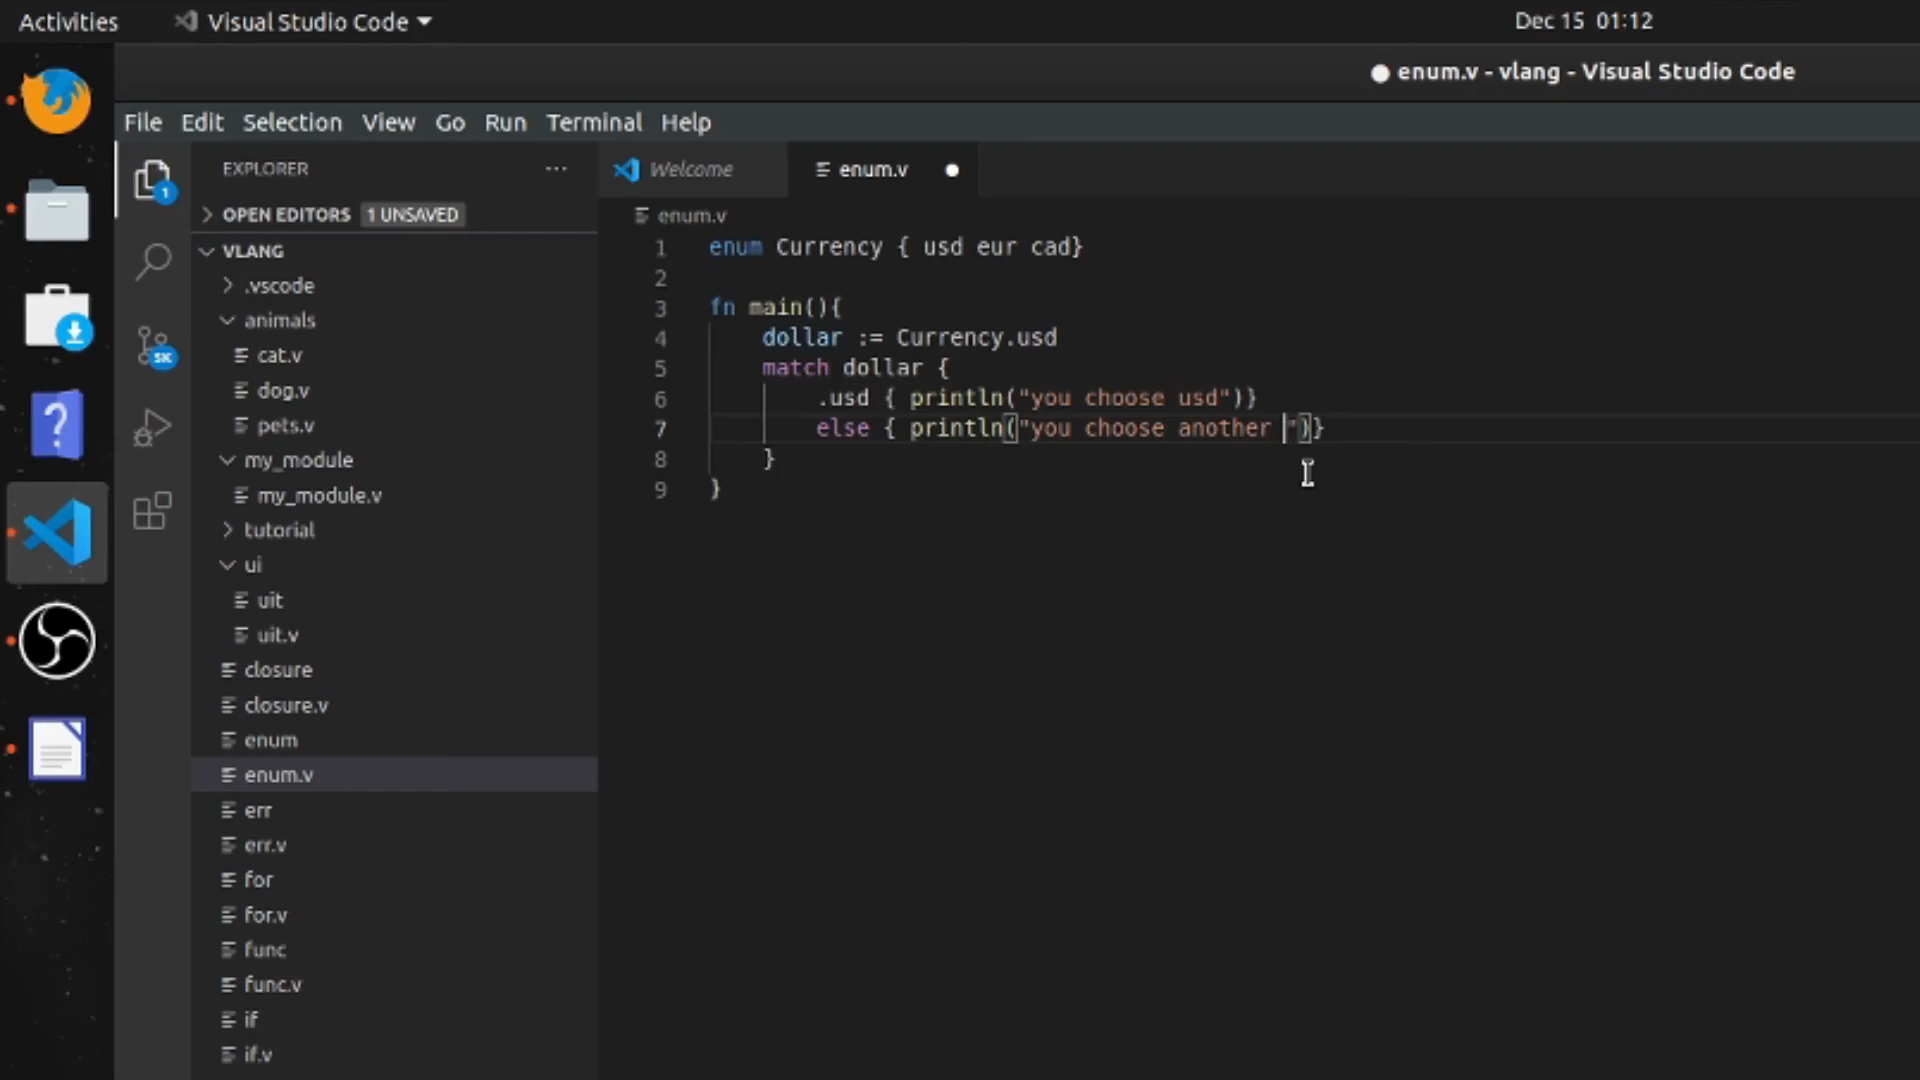 Activities Visual Studio Code Dec 15 01:12
enum.v - vlang - Visual Studio Code
File Edit Selection View Go Run Terminal Help
EXPLORER ···
OPEN EDITORS 1 UNSAVED
VLANG
.vscode
animals
cat.v
dog.v
pets.v
my_module
my_module.v
tutorial
ui
uit
uit.v
closure
closure.v
enum
enum.v
err
err.v
for
for.v
func
func.v
if
if.v
1
SK
?
Welcome enum.v
enum.v
1 enum Currency { usd eur cad}
2
3 fn main(){
4 dollar := Currency.usd
5 match dollar {
6 .usd { println("you choose usd")}
7 else { println("you choose another ")}
8 }
9 }